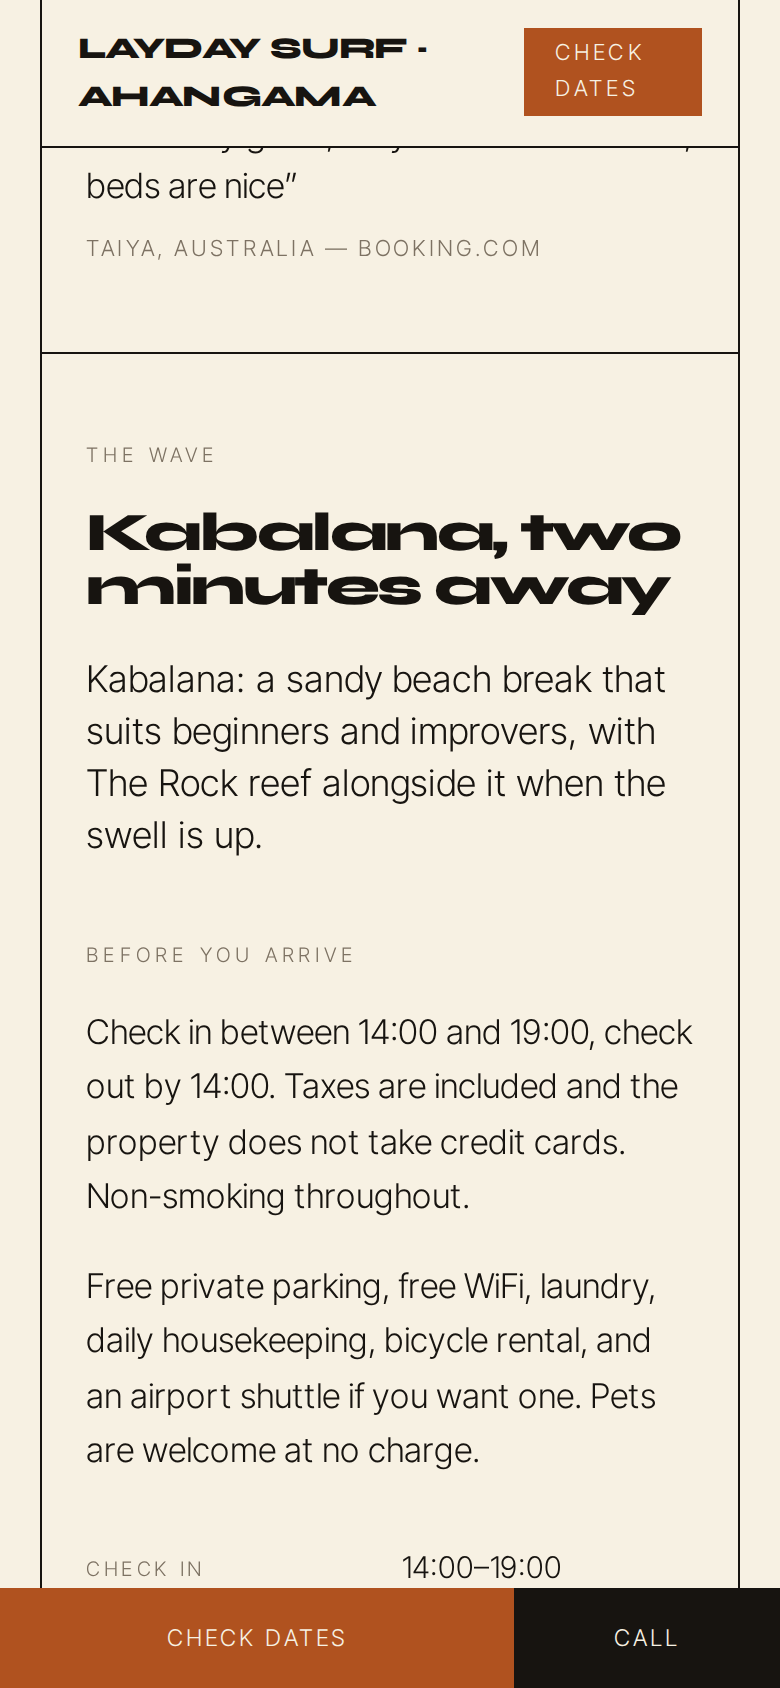 LAYDAY SURF -
AHANGAMA
CHECK
DATES
beds are nice”
TAIYA, AUSTRALIA — BOOKING.COM
THE WAVE
Kabalana, two
minutes away
Kabalana: a sandy beach break that
suits beginners and improvers, with
The Rock reef alongside it when the
swell is up.
BEFORE YOU ARRIVE
Check in between 14:00 and 19:00, check
out by 14:00. Taxes are included and the
property does not take credit cards.
Non-smoking throughout.
Free private parking, free WiFi, laundry,
daily housekeeping, bicycle rental, and
an airport shuttle if you want one. Pets
are welcome at no charge.
CHECK IN
14:00–19:00
CHECK DATES
CALL